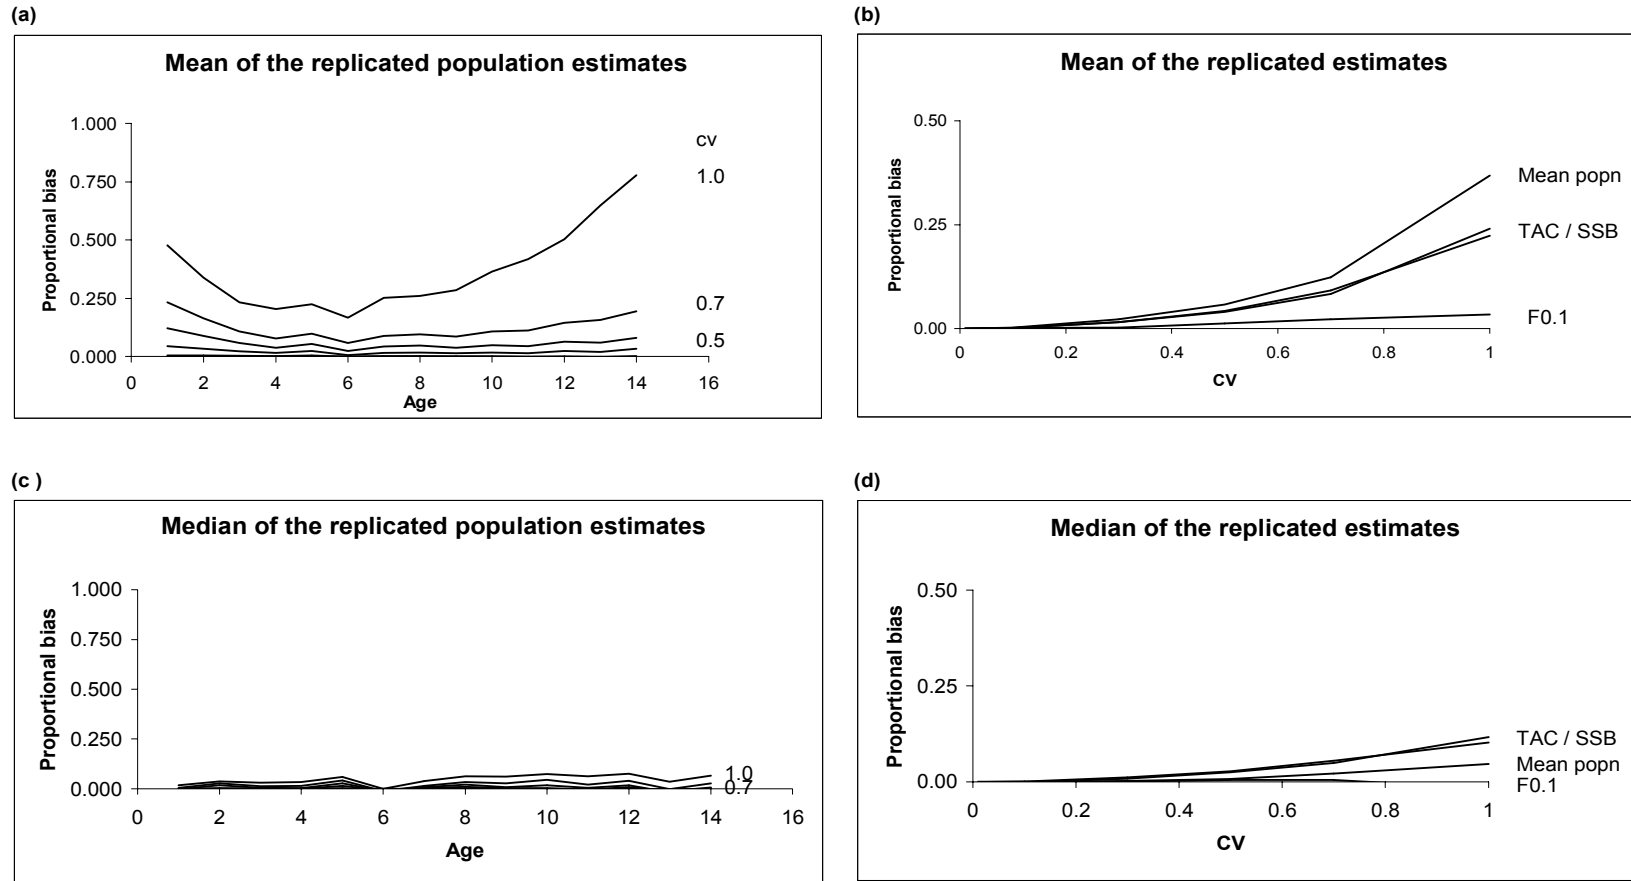 (a)
Mean of the replicated population estimates
Proportional bias
1.000
0.750
0.500
0.250
0.000
0 2 4 6 8 10 12 14 16
Age
cv
1.0
0.7
0.5
(b)
Mean of the replicated estimates
Proportional bias
0.50
0.25
0.00
0 0.2 0.4 0.6 0.8 1
CV
Mean popn
TAC / SSB
F0.1
(c )
Median of the replicated population estimates
Proportional bias
1.000
0.750
0.500
0.250
0.000
0 2 4 6 8 10 12 14 16
Age
1.0
0.7
(d)
Median of the replicated estimates
Proportional bias
0.50
0.25
0.00
0 0.2 0.4 0.6 0.8 1
CV
TAC / SSB
Mean popn
F0.1